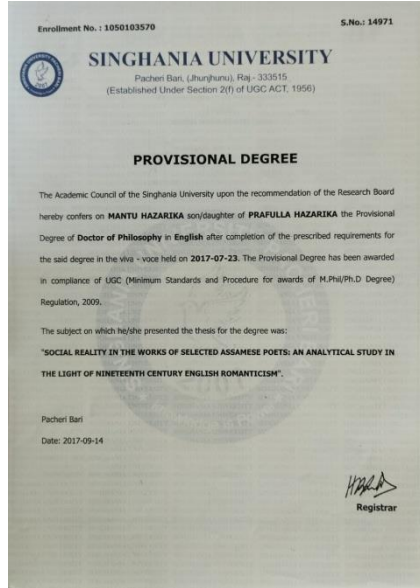 Enrollment No. : 1050103570
S.No.: 14971
SINGHANIA UNIVERSITY
Pacheri Bari, (Jhunjhunu), Raj - 333515
(Established Under Section 2(f) of UGC ACT, 1956)
PROVISIONAL DEGREE
The Academic Council of the Singhania University upon the recommendation of the Research Board
hereby confers on MANTU HAZARIKA son/daughter of PRAFULLA HAZARIKA the Provisional
Degree of Doctor of Philosophy in English after completion of the prescribed requirements for
the said degree in the viva - voce held on 2017-07-23. The Provisional Degree has been awarded
in compliance of UGC (Minimum Standards and Procedure for awards of M.Phil/Ph.D Degree)
Regulation, 2009.
The subject on which he/she presented the thesis for the degree was:
"SOCIAL REALITY IN THE WORKS OF SELECTED ASSAMESE POETS: AN ANALYTICAL STUDY IN
THE LIGHT OF NINETEENTH CENTURY ENGLISH ROMANTICISM".
Pacheri Bari
Date: 2017-09-14
Registrar